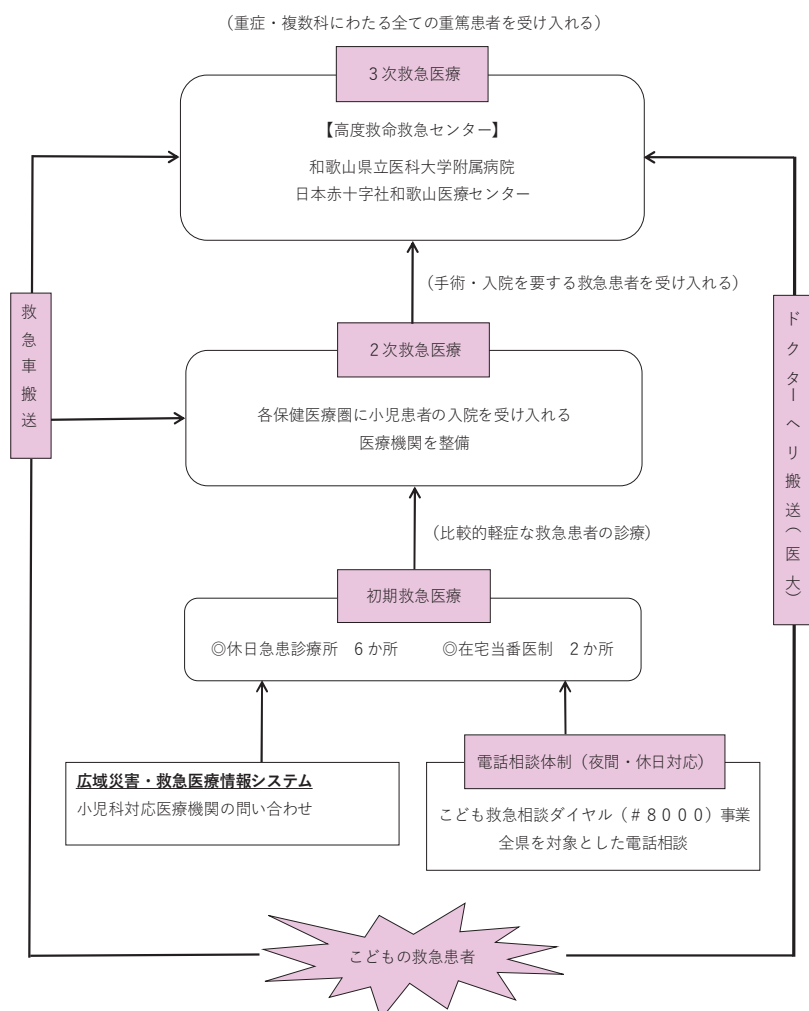 (重症・複数科にわたる全ての重篤患者を受け入れる)
3次救急医療
【高度救命救急センター】
和歌山県立医科大学附属病院
日本赤十字社和歌山医療センター
(手術・入院を要する救急患者を受け入れる)
救急車搬送
ドクターヘリ搬送(医大)
2次救急医療
各保健医療圏に小児患者の入院を受け入れる
医療機関を整備
(比較的軽症な救急患者の診療)
初期救急医療
◎休日急患診療所 6か所 ◎在宅当番医制 2か所
広域災害・救急医療情報システム
小児科対応医療機関の問い合わせ
電話相談体制(夜間・休日対応)
こども救急相談ダイヤル(#8000)事業
全県を対象とした電話相談
こどもの救急患者